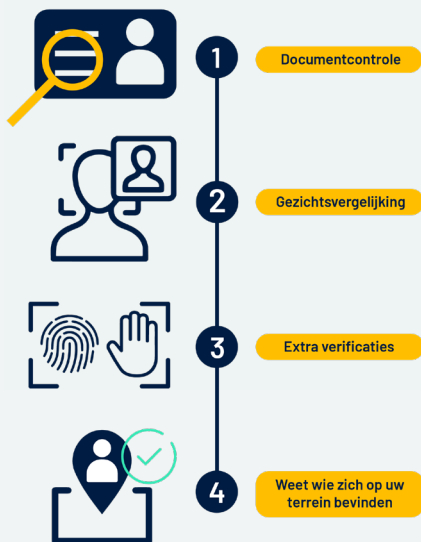 1
Documentcontrole
2
Gezichtsvergelijking
3
Extra verificaties
4
Weet wie zich op uw
terrein bevinden